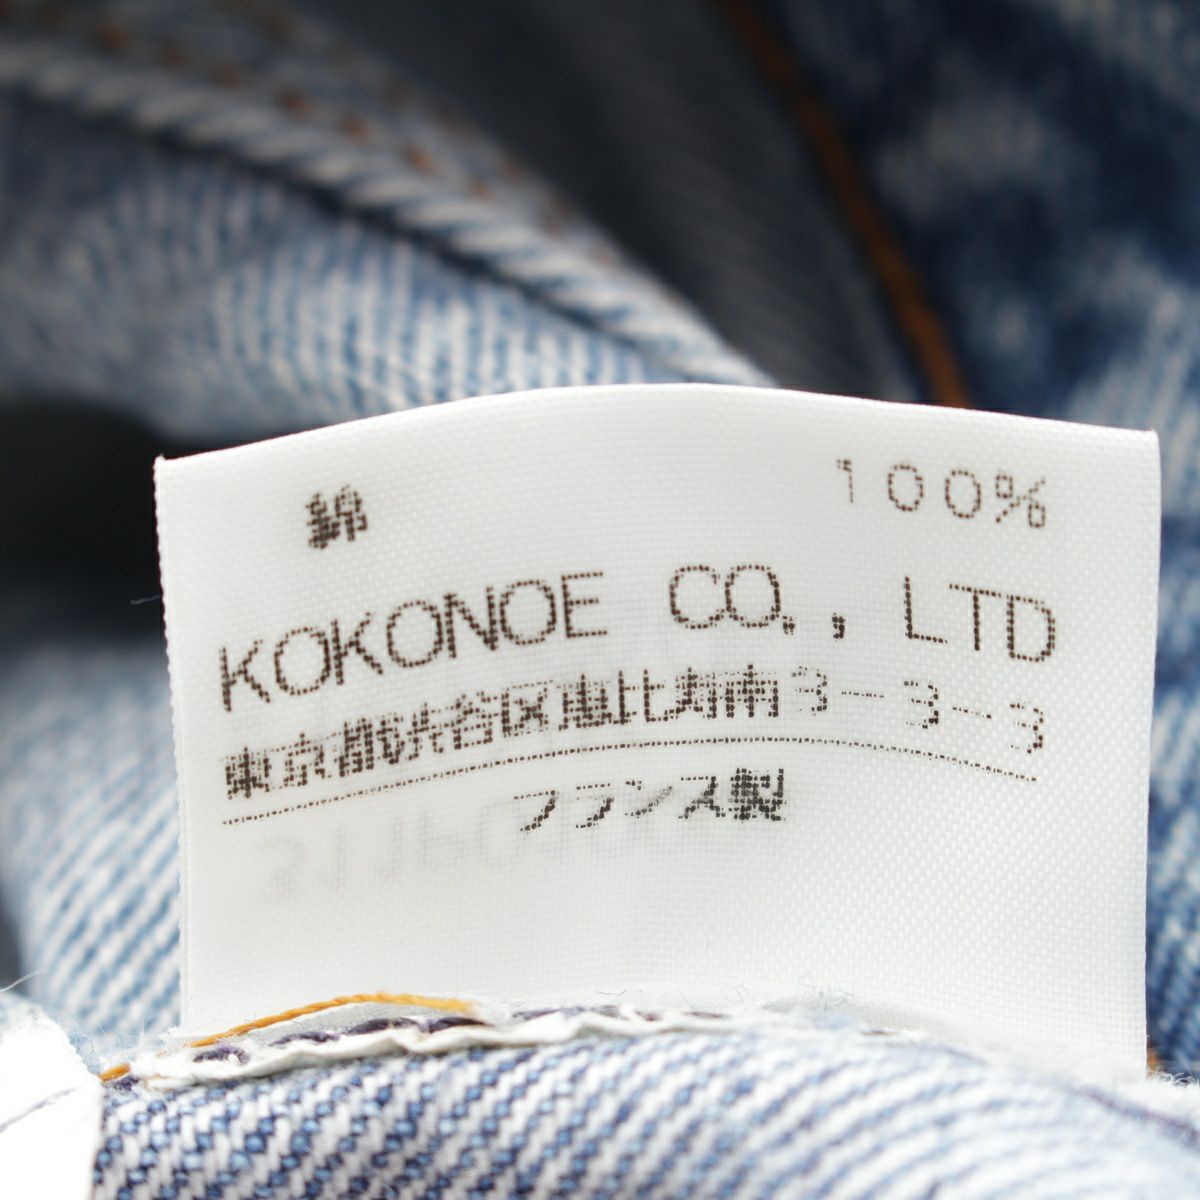 綿 100%
KOKONOE CO., LTD
東京都渋谷区恵比寿南3-3-3
フランス製